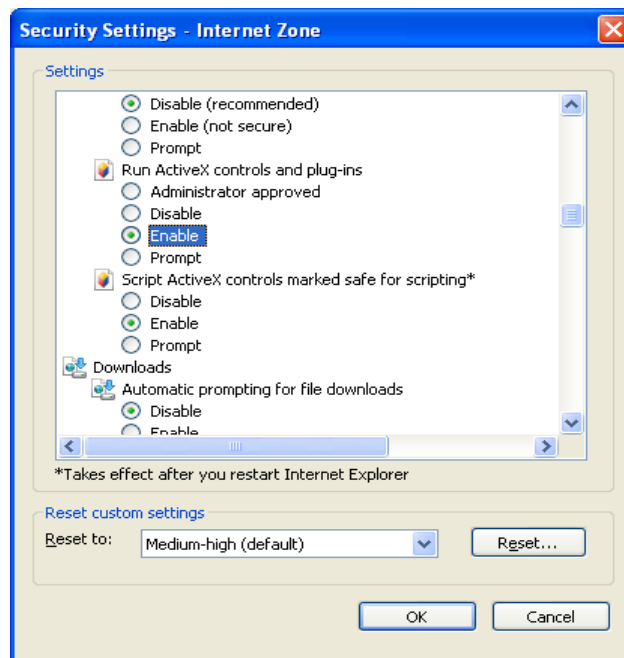 Security Settings - Internet Zone
Settings
Disable (recommended)
Enable (not secure)
Prompt
Run ActiveX controls and plug-ins
Administrator approved
Disable
Enable
Prompt
Script ActiveX controls marked safe for scripting*
Disable
Enable
Prompt
Downloads
Automatic prompting for file downloads
Disable
Enable
*Takes effect after you restart Internet Explorer
Reset custom settings
Reset to:
Medium-high (default)
Reset...
OK
Cancel